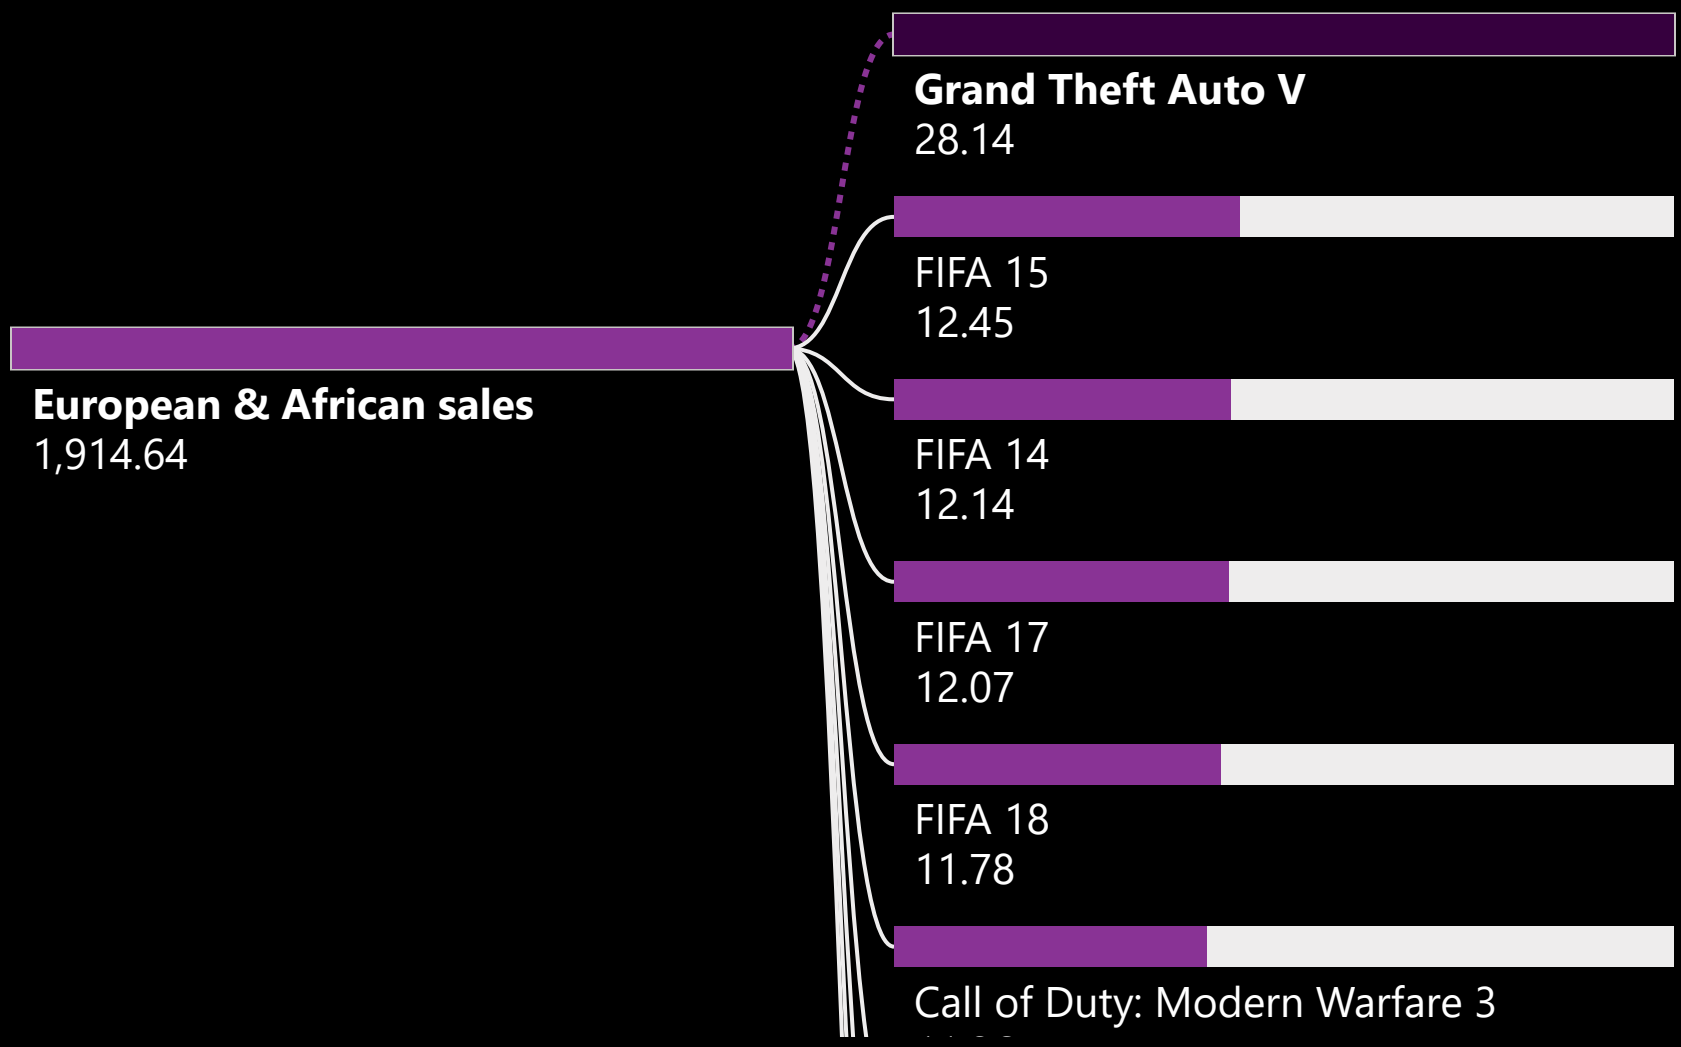 Grand Theft Auto V
28.14
FIFA 15
12.45
European & African sales
1,914.64
FIFA 14
12.14
FIFA 17
12.07
FIFA 18
11.78
Call of Duty: Modern Warfare 3